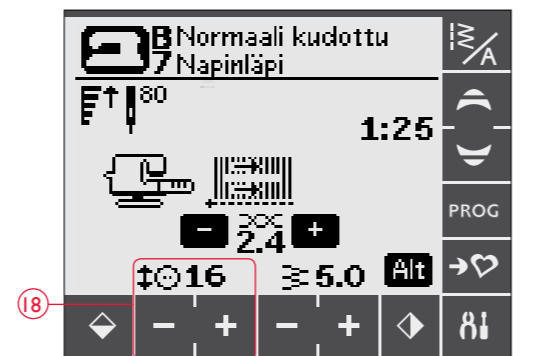 B Normaali kudottu
7 Napinläpi
80
1:25
- 2.4 +
16 5.0 Alt
- + - +
A
PROG
18